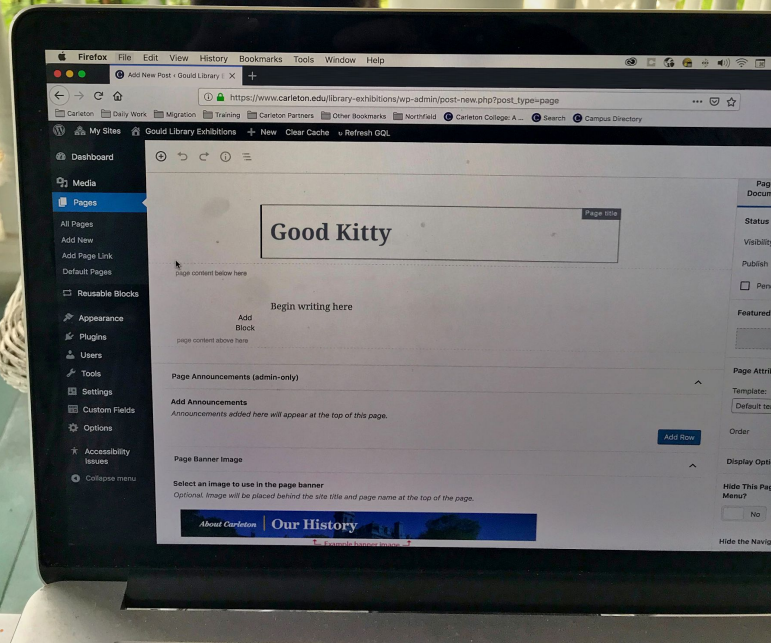 Firefox File Edit View History Bookmarks Tools Window Help
Add New Post ‹ Gould Library
https://www.carleton.edu/library-exhibitions/wp-admin/post-new.php?post_type=page
Carleton Daily Work Migration Training Carleton Partners Other Bookmarks Northfield Carleton College: A ... Search Campus Directory
My Sites Gould Library Exhibitions + New Clear Cache Refresh GQL
Dashboard
Media
Pages
All Pages
Add New
Add Page Link
Default Pages
Reusable Blocks
Appearance
Plugins
Users
Tools
Settings
Custom Fields
Options
Accessibility
Issues
Collapse menu
Page title
Good Kitty
page content below here
Begin writing here
Add
Block
page content above here
Page Announcements (admin-only)
Add Announcements
Announcements added here will appear at the top of this page.
Add Row
Page Banner Image
Select an image to use in the page banner
Optional. Image will be placed behind the site title and page name at the top of the page.
About Carleton Our History
Example banner image
Pag
Docum
Status
Visibilit
Publish
Pen
Featured
Page Attri
Template:
Default te
Order
Display Opti
Hide This Pag
Menu?
No
Hide the Navig